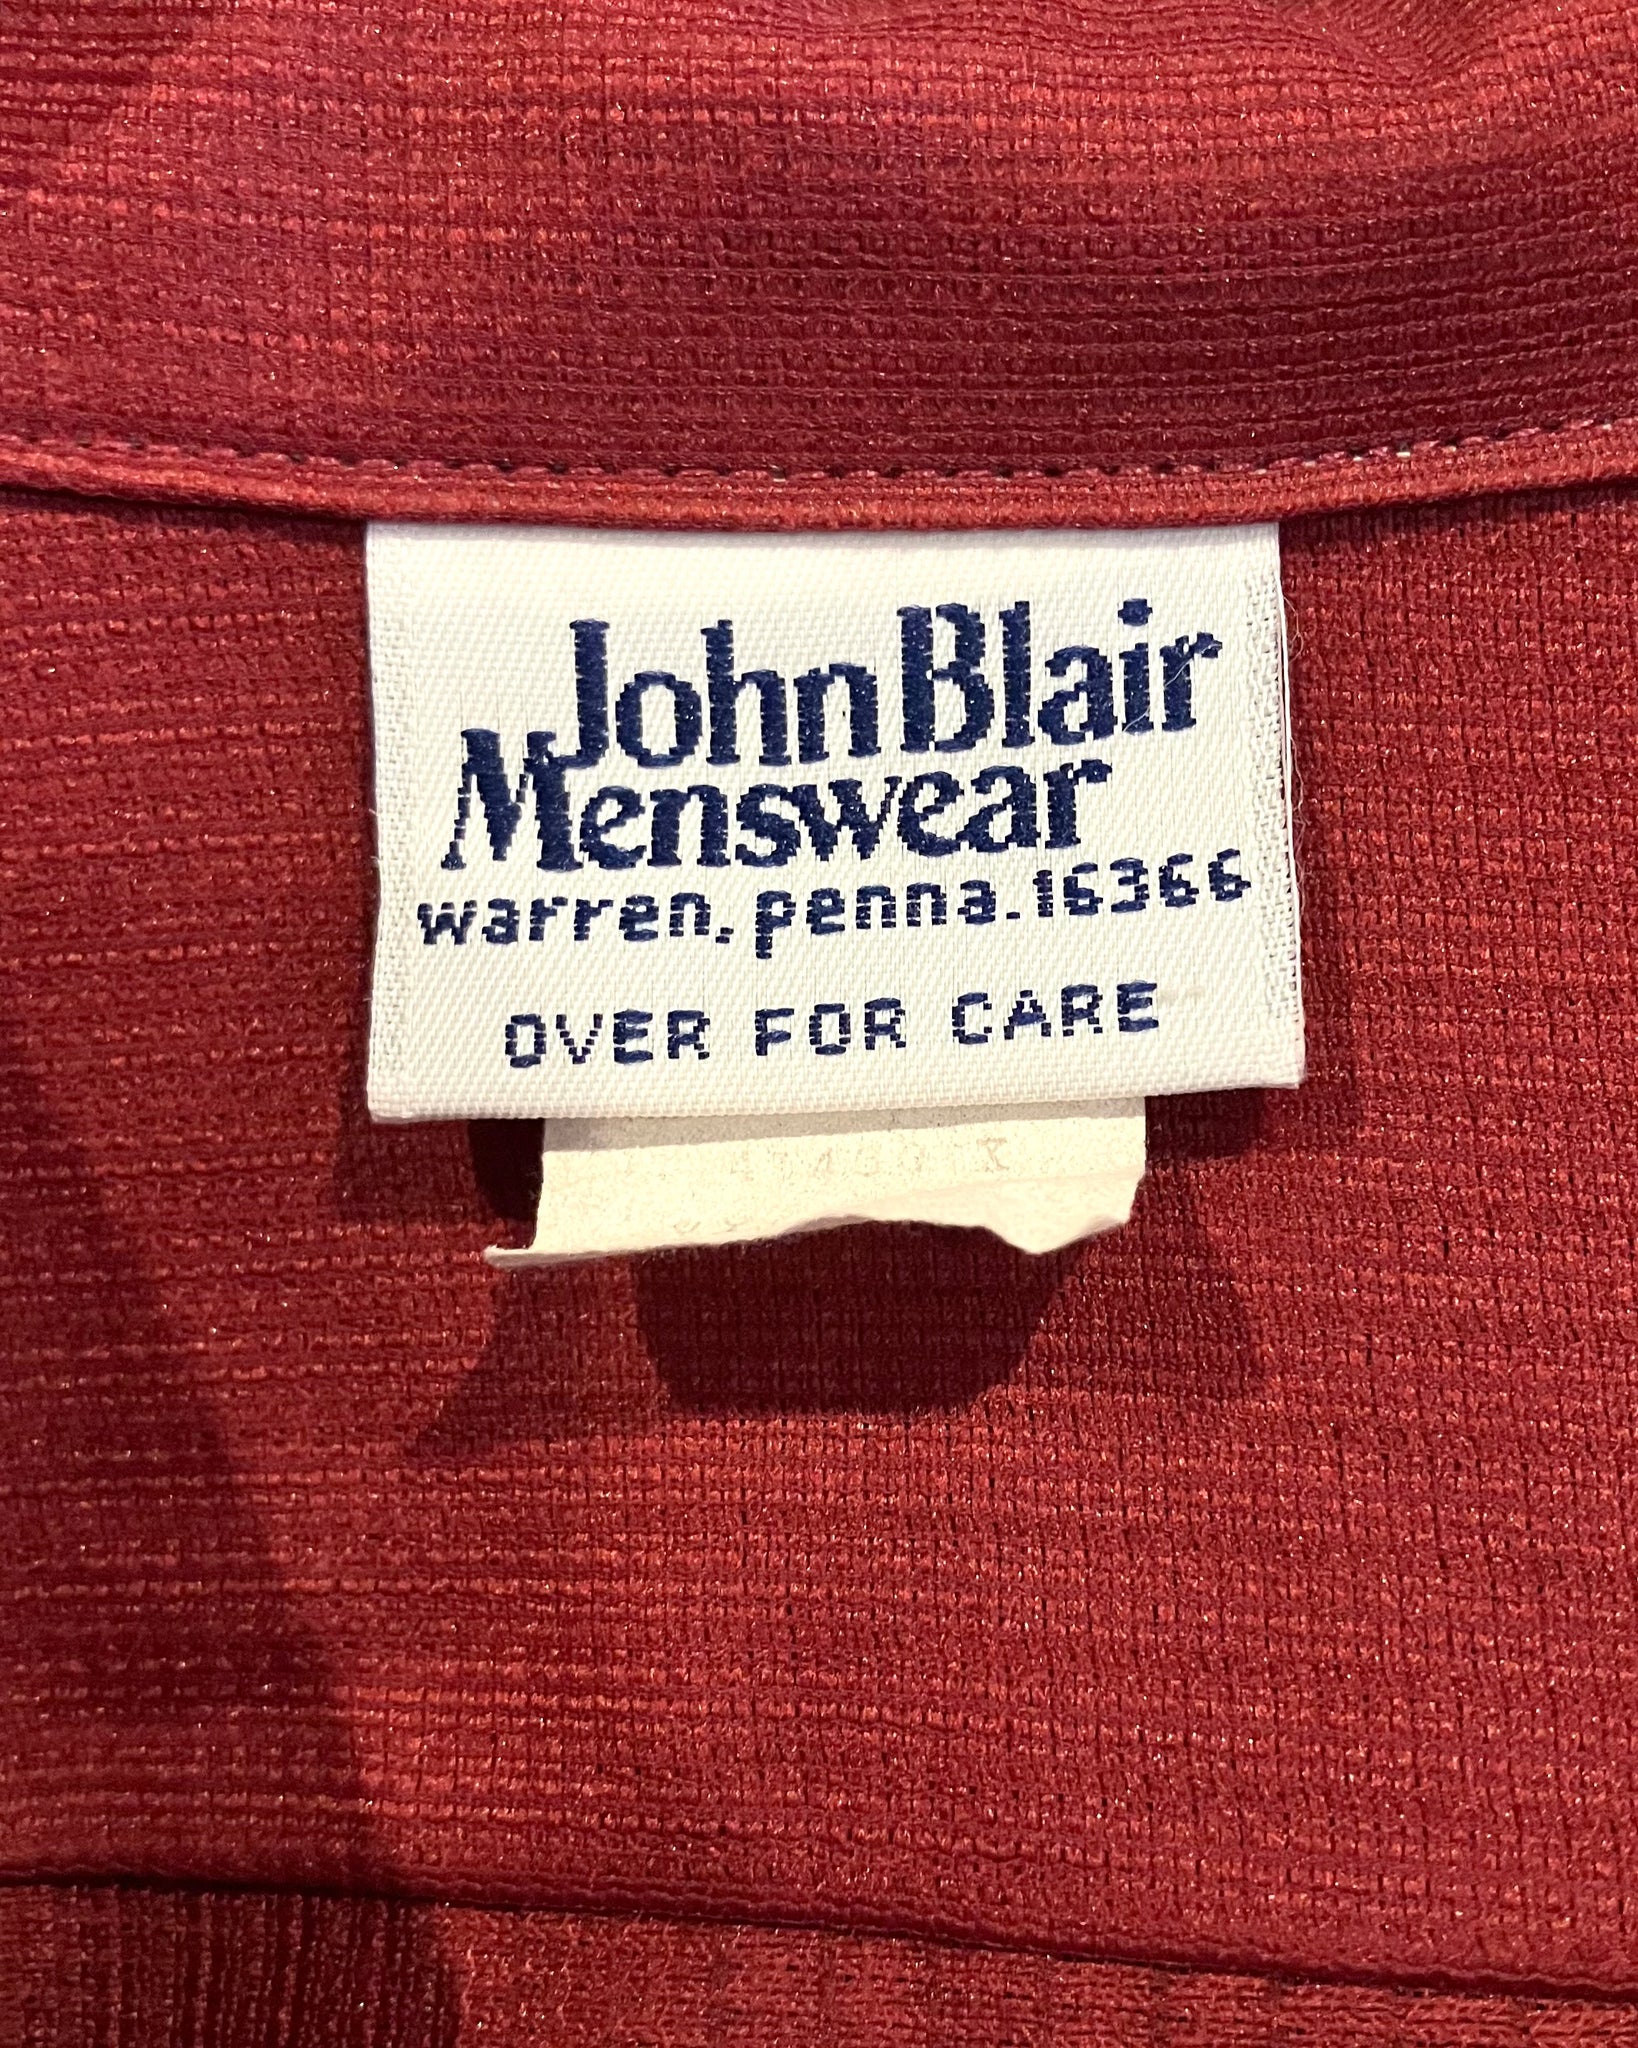 John Blair
Menswear
warren, penna. 16366
OVER FOR CARE